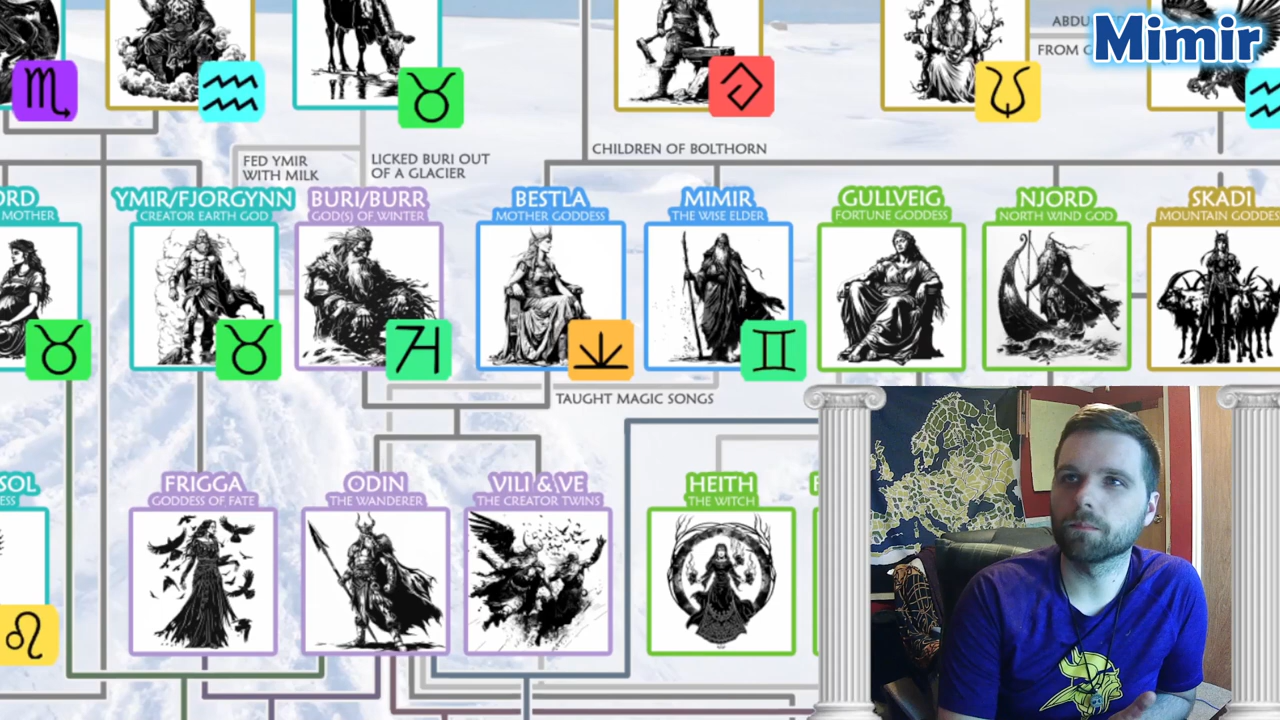 ABDU
Mimir
FROM
CHILDREN OF BOLTHORN
FED YMIR
WITH MILK
LICKED BURI OUT
OF A GLACIER
ORD
MOTHER
YMIR/FJORGYNN
CREATOR EARTH GOD
BURI/BURR
GOD(S) OF WINTER
BESTLA
MOTHER GODDESS
MIMIR
THE WISE ELDER
GULLVEIG
FORTUNE GODDESS
NJORD
NORTH WIND GOD
SKADI
MOUNTAIN GODDES
TAUGHT MAGIC SONGS
SOL
ESS
FRIGGA
GODDESS OF FATE
ODIN
THE WANDERER
VILI & VE
THE CREATOR TWINS
HEITH
THE WITCH